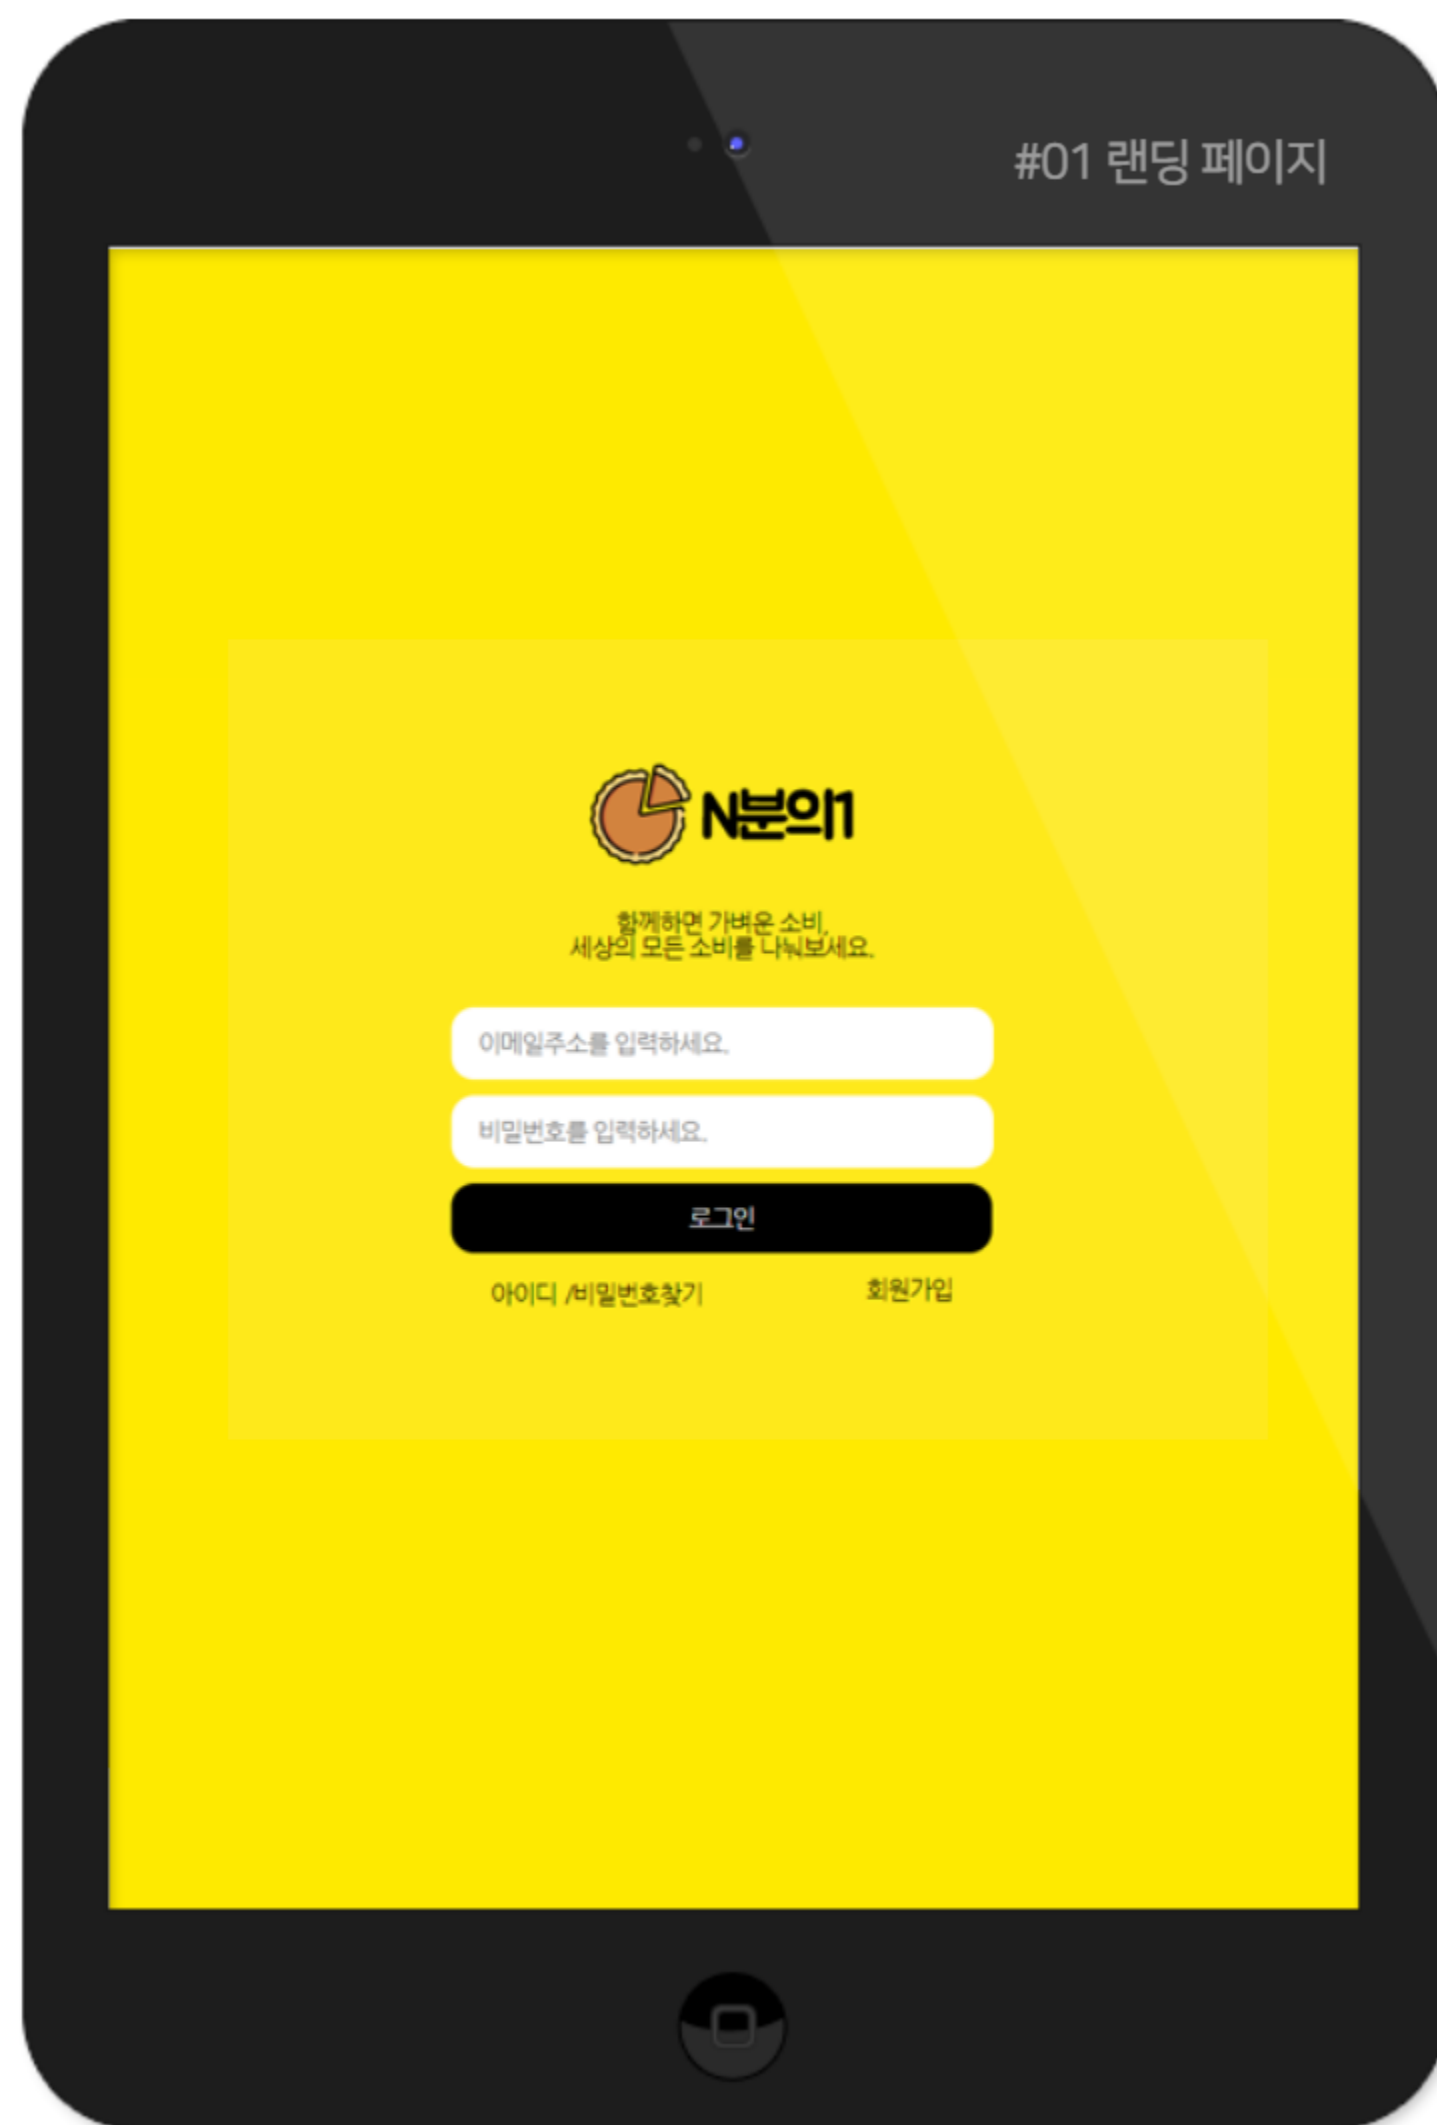 #01 랜딩 페이지
N분의1
함께하면 가벼운 소비,
세상의 모든 소비를 나눠보세요.
이메일주소를 입력하세요.
비밀번호를 입력하세요.
로그인
아이디 /비밀번호찾기
회원가입